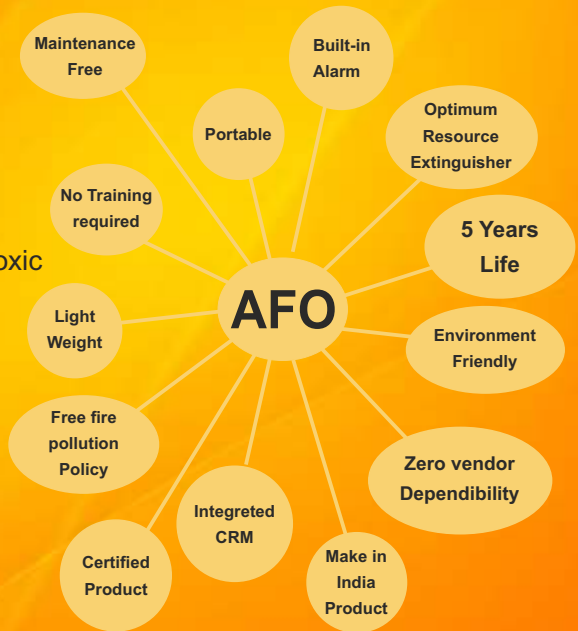 Maintenance
Free
Built-in
Alarm
Portable
Optimum
Resource
Extinguisher
No Training
required
5 Years
Life
oxic
AFO
Light
Weight
Environment
Friendly
Free fire
pollution
Policy
Zero vendor
Dependibility
Integreted
CRM
Certified
Product
Make in
India
Product